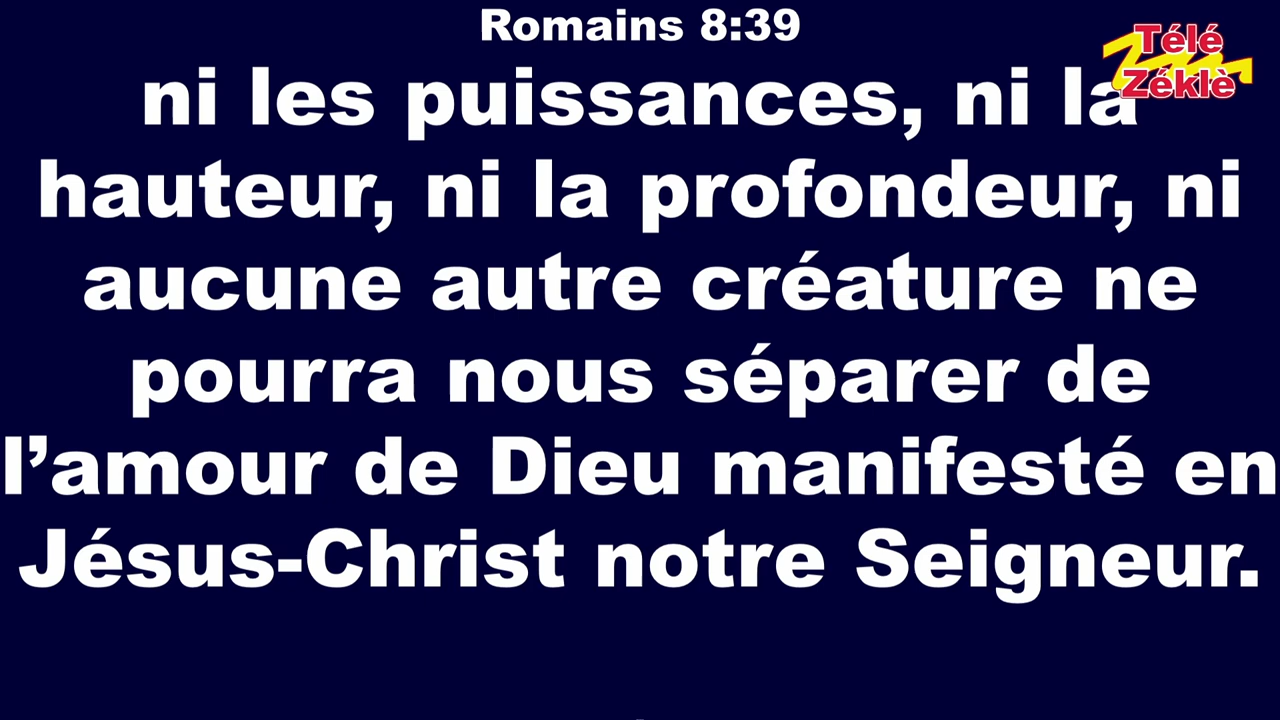 Romains 8:39
Télé
Zéklè
ni les puissances, ni la
hauteur, ni la profondeur, ni
aucune autre créature ne
pourra nous séparer de
l’amour de Dieu manifesté en
Jésus-Christ notre Seigneur.